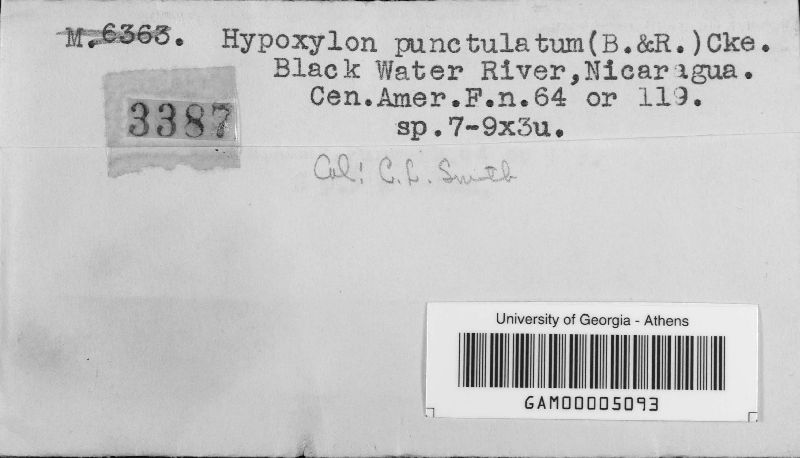 M.6363. Hypoxylon punctulatum(B.&R.)Cke.
Black Water River,Nicaragua.
Cen.Amer.F.n.64 or 119.
3387
sp.7-9x3u.
Col: C. L. Smith
University of Georgia - Athens
GAM00005093